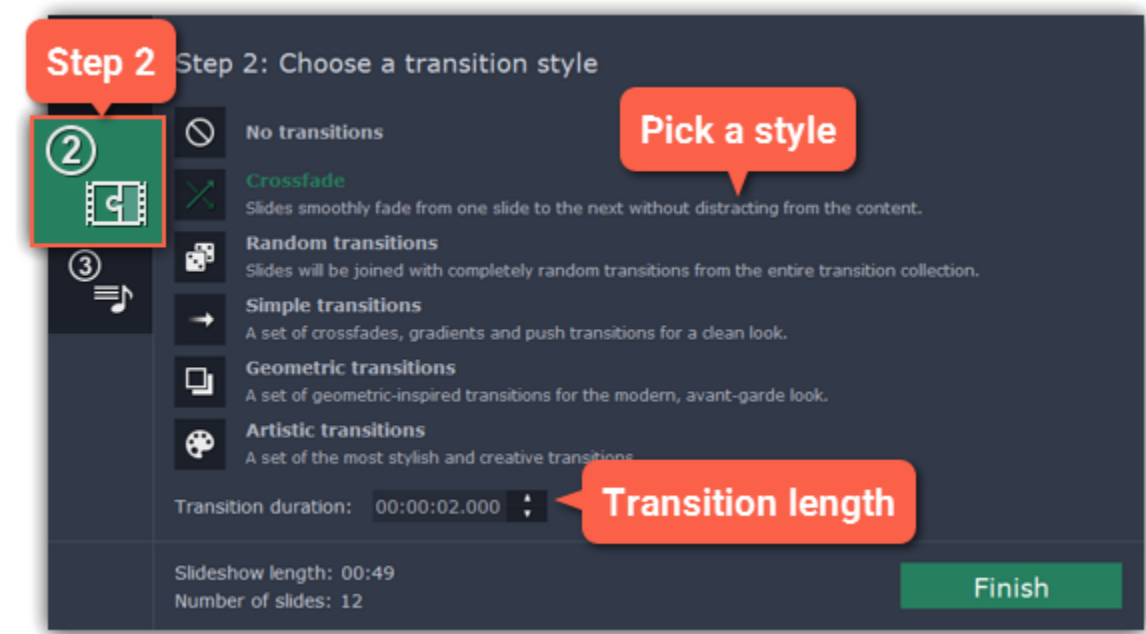 Step 2
Step 2: Choose a transition style
2
No transitions
Pick a style
Crossfade
Slides smoothly fade from one slide to the next without distracting from the content.
3
Random transitions
Slides will be joined with completely random transitions from the entire transition collection.
Simple transitions
A set of crossfades, gradients and push transitions for a clean look.
Geometric transitions
A set of geometric-inspired transitions for the modern, avant-garde look.
Artistic transitions
A set of the most stylish and creative transitions
Transition duration: 00:00:02.000
Transition length
Slideshow length: 00:49
Number of slides: 12
Finish